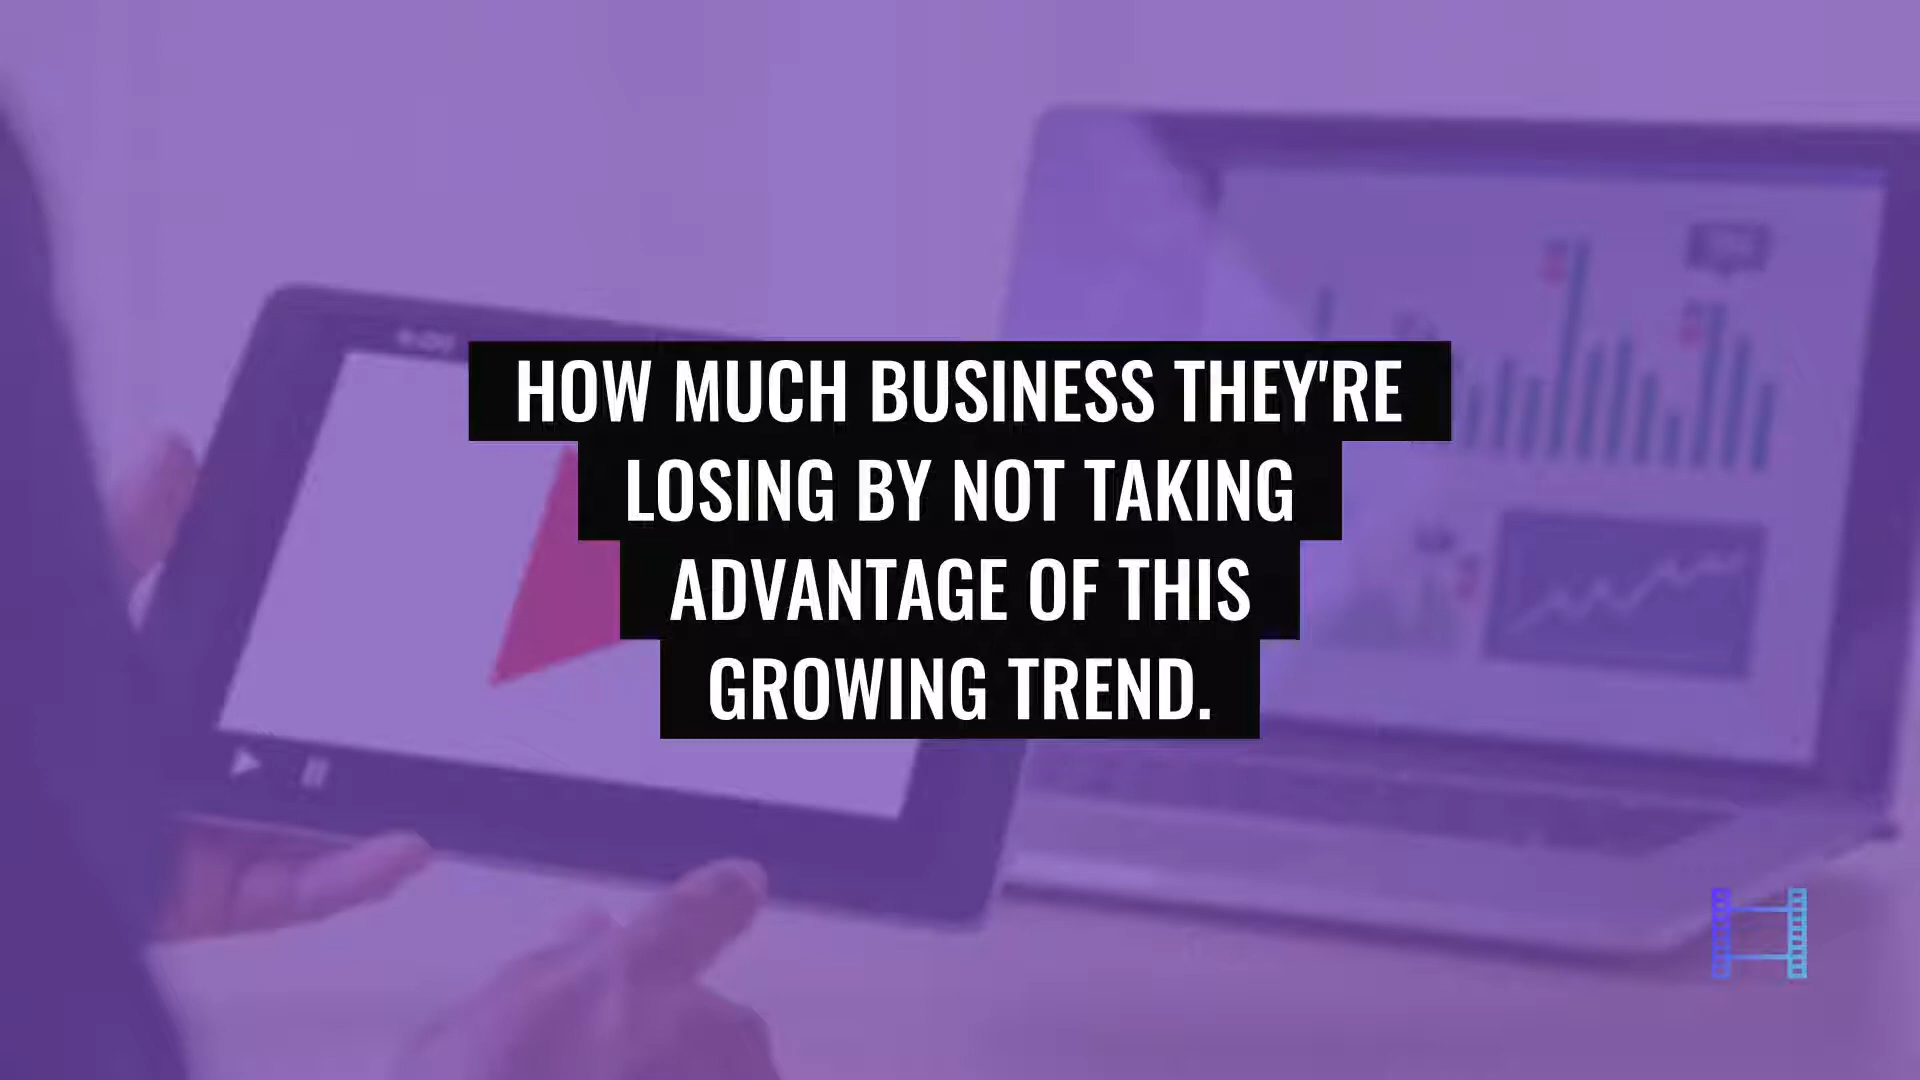 HOW MUCH BUSINESS THEY'RE
LOSING BY NOT TAKING
ADVANTAGE OF THIS
GROWING TREND.